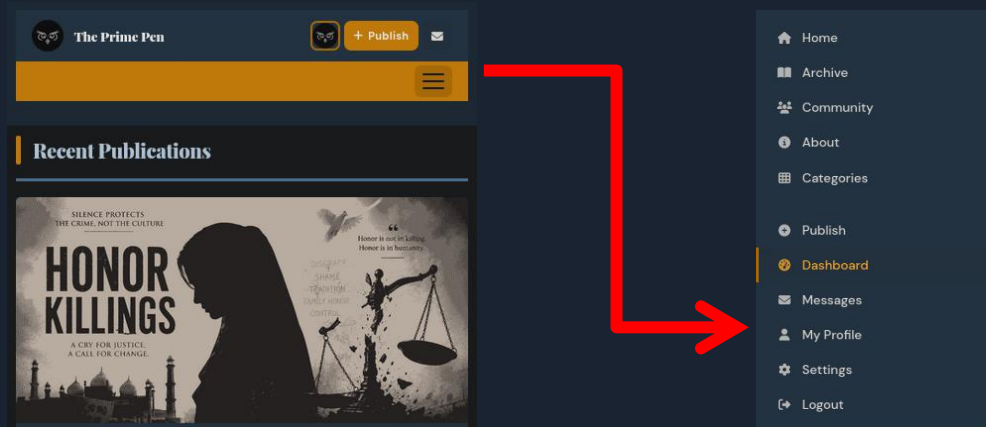 The Prime Pen
+ Publish
Recent Publications
SILENCE PROTECTS
THE CRIME, NOT THE CULTURE
HONOR
KILLINGS
A CRY FOR JUSTICE.
A CALL FOR CHANGE.
“
Honor is not in killing.
Honor is in humanity.
DISGRACE
SHAME
TRADITION
FAMILY HONOR
CONTROL
Home
Archive
Community
About
Categories
Publish
Dashboard
Messages
My Profile
Settings
Logout